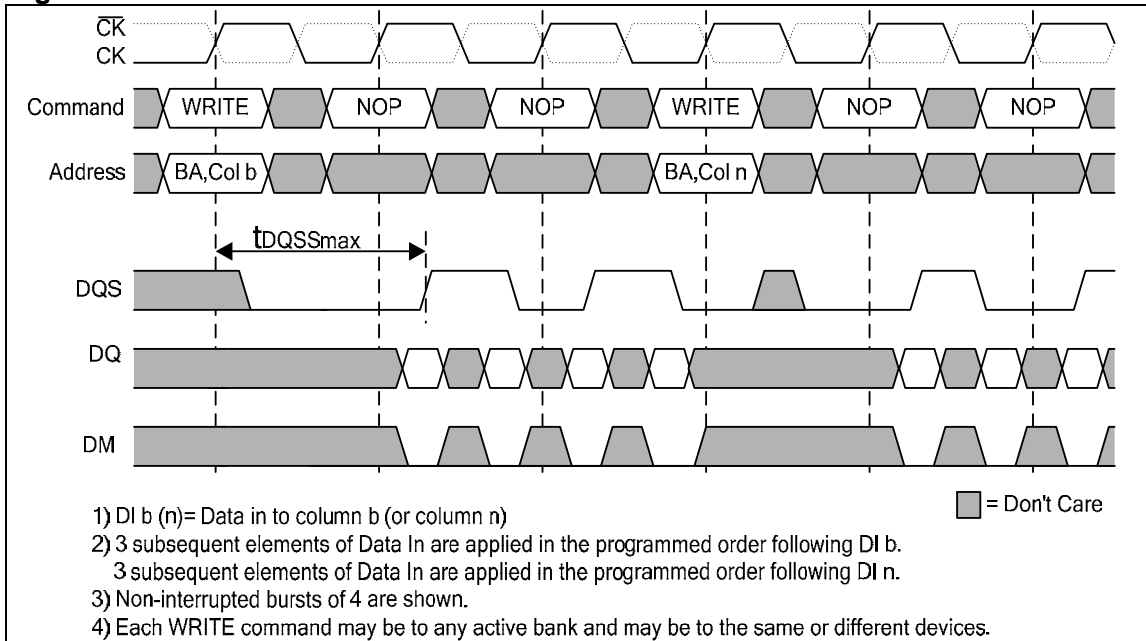 CK
CK
Command WRITE NOP NOP WRITE NOP NOP
Address BA,Col b BA,Col n
tDQSSmax
DQS
DQ
DM
= Don't Care
1) DI b (n)= Data in to column b (or column n)
2) 3 subsequent elements of Data In are applied in the programmed order following DI b.
3 subsequent elements of Data In are applied in the programmed order following DI n.
3) Non-interrupted bursts of 4 are shown.
4) Each WRITE command may be to any active bank and may be to the same or different devices.